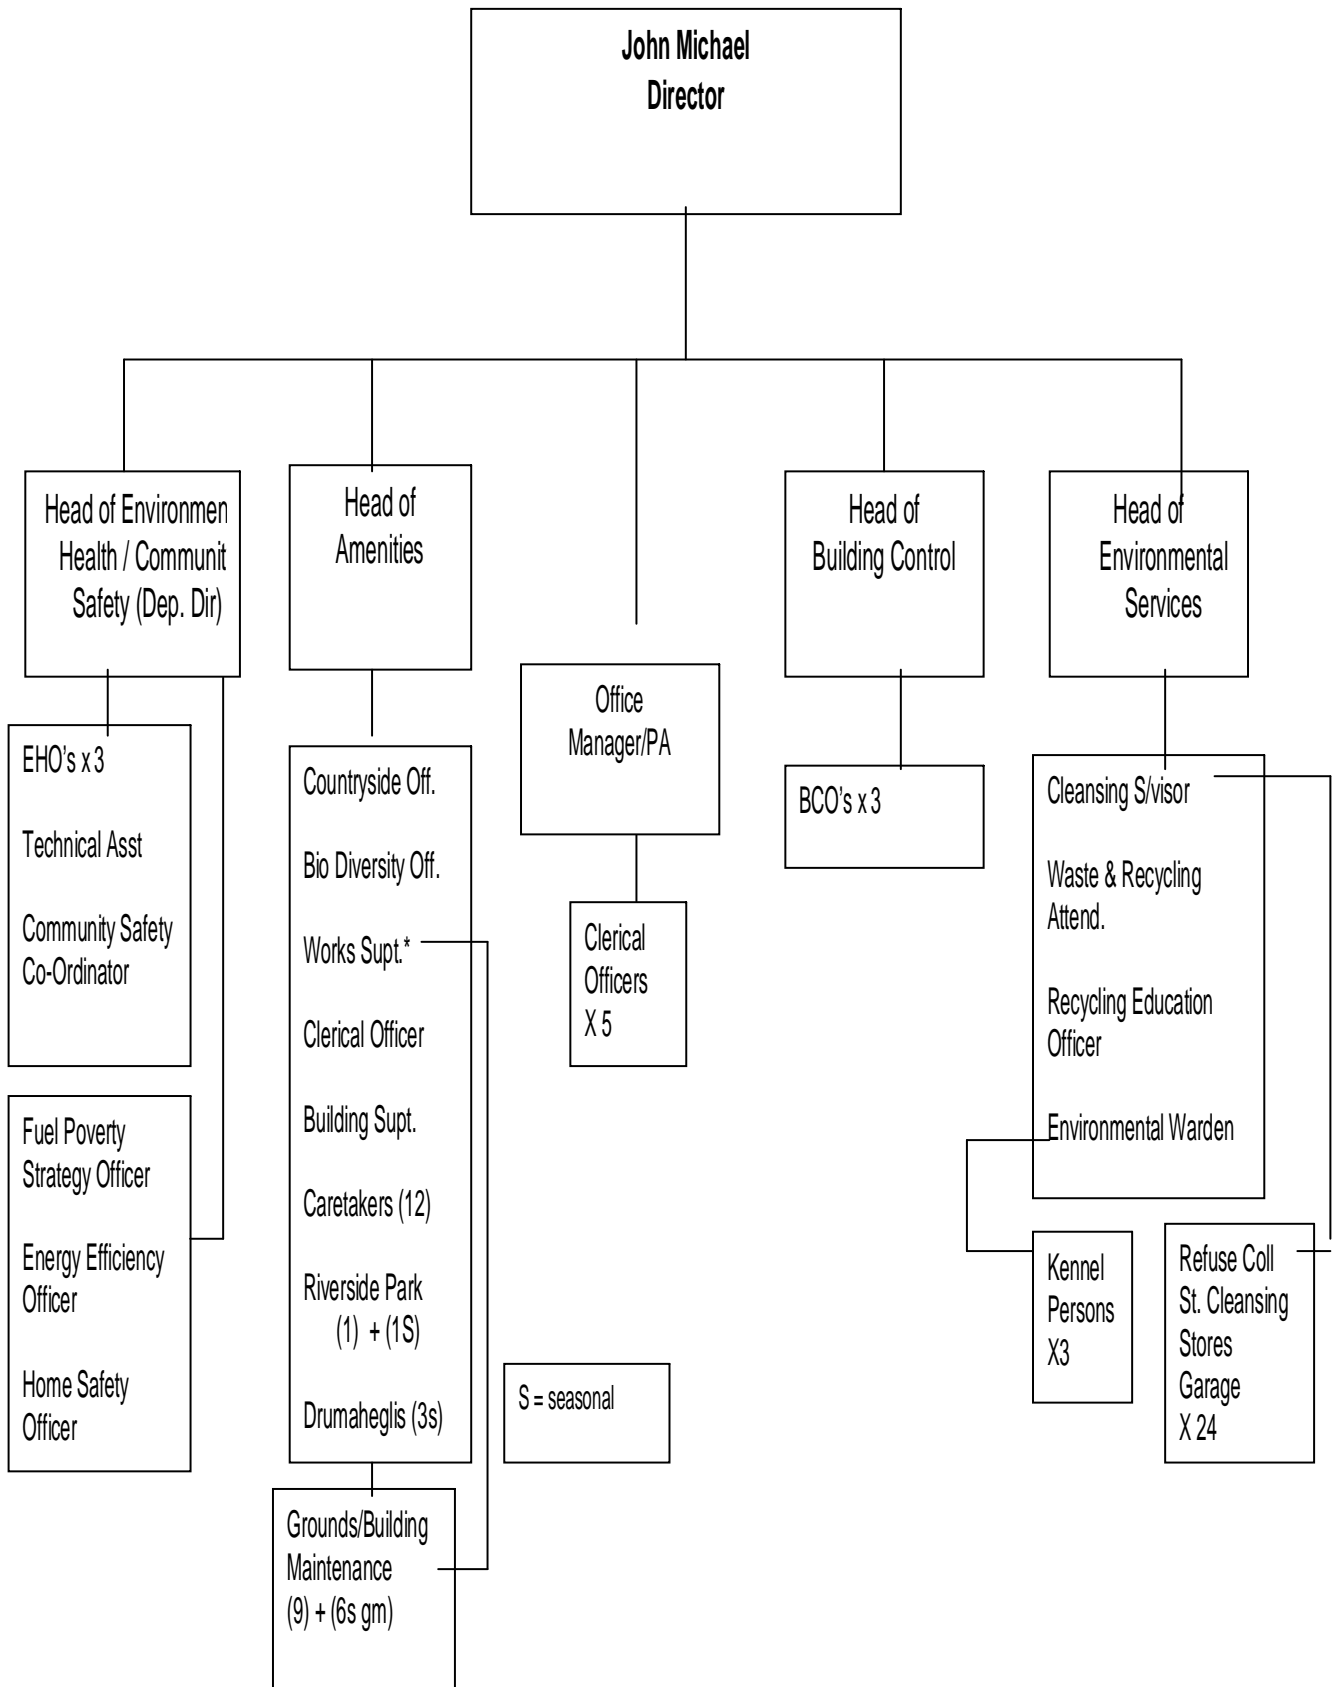 John Michael
Director
Head of Environmen
Health / Communit
Safety (Dep. Dir)
Head of
Amenities
Office
Manager/PA
Head of
Building Control
Head of
Environmental
Services
EHO's x 3
Technical Asst
Community Safety
Co-Ordinator
Fuel Poverty
Strategy Officer
Energy Efficiency
Officer
Home Safety
Officer
Countryside Off.
Bio Diversity Off.
Works Supt.*
Clerical Officer
Building Supt.
Caretakers (12)
Riverside Park
(1) + (1S)
Drumaheglis (3s)
Grounds/Building
Maintenance
(9) + (6s gm)
Clerical
Officers
X 5
S = seasonal
BCO's x 3
Cleansing S/visor
Waste & Recycling
Attend.
Recycling Education
Officer
Environmental Warden
Kennel
Persons
X3
Refuse Coll
St. Cleansing
Stores
Garage
X 24